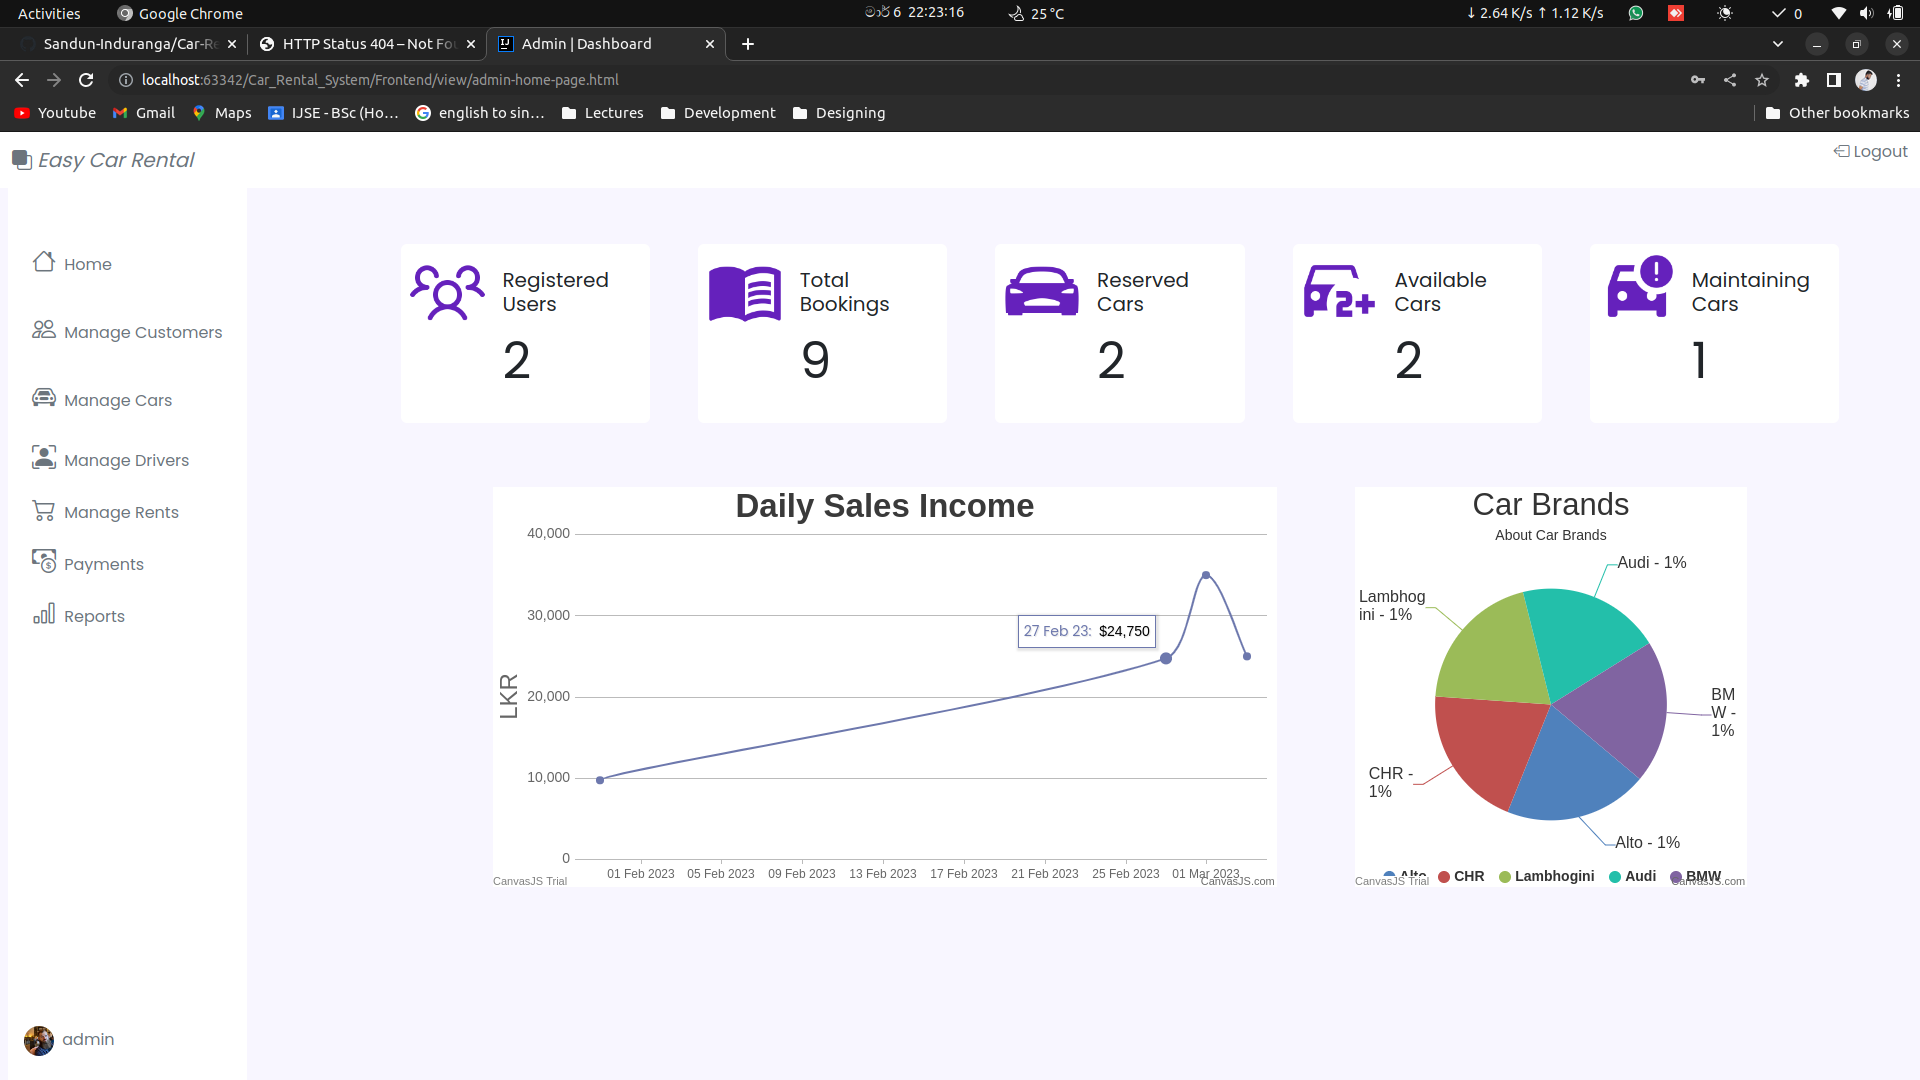 Activities
Google Chrome
මාර් 6 22:23:16
25 °C
↓ 2.64 K/s ↑ 1.12 K/s
0
Sandun-Induranga/Car-Re
HTTP Status 404 – Not Fou
Admin | Dashboard
localhost:63342/Car_Rental_System/Frontend/view/admin-home-page.html
Youtube
Gmail
Maps
IJSE - BSc (Ho...
english to sin...
Lectures
Development
Designing
Other bookmarks
Easy Car Rental
Logout
Home
Manage Customers
Manage Cars
Manage Drivers
Manage Rents
Payments
Reports
admin
Registered
Users
2
Total
Bookings
9
Reserved
Cars
2
Available
Cars
2
Maintaining
Cars
1
Daily Sales Income
LKR
40,000
30,000
20,000
10,000
0
27 Feb 23: $24,750
01 Feb 2023
05 Feb 2023
09 Feb 2023
13 Feb 2023
17 Feb 2023
21 Feb 2023
25 Feb 2023
01 Mar 2023
CanvasJS Trial
CanvasJS.com
Car Brands
About Car Brands
Audi - 1%
Lambhog
ini - 1%
BM
W -
1%
CHR -
1%
Alto - 1%
Alto
CHR
Lambhogini
Audi
BMW
CanvasJS Trial
CanvasJS.com